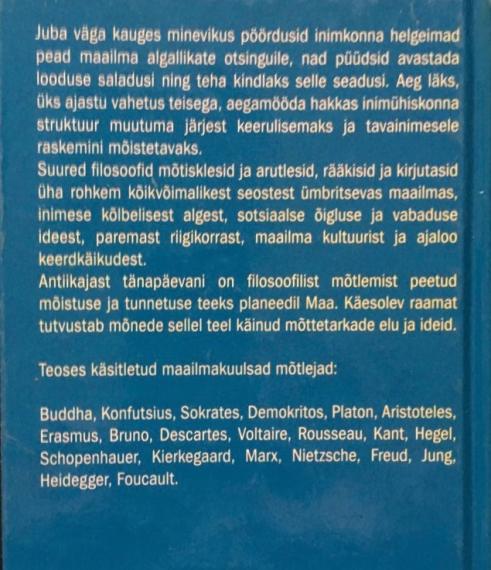 Juba väga kauges minevikus pöördusid inimkonna helgeimad
pead maailma algallikate otsingule, nad püüdsid avastada
looduse saladusi ning teha kindlaks selle seadusi. Aeg läks,
üks ajastu vahetus teisega, aegamööda hakkas inimühiskonna
struktuur muutuma järjest keerulisemaks ja tavainimesele
raskemini mõistetavaks.
Suured filosoofid mõtisklesid ja arutlesid, rääkisid ja kirjutasid
üha rohkem kõikvõimalikest seostest ümbritsevas maailmas,
inimese kõlbelisest algest, sotsiaalse õigluse ja vabaduse
ideest, paremast riigikorrast, maailma kultuurist ja ajaloo
keerdkäikudest.
Antiikajast tänapäevani on filosoofilist mõtlemist peetud
mõistuse ja tunnetuse teeks planeedil Maa. Käesolev raamat
tutvustab mõnede sellel teel käinud mõttetarkade elu ja ideid.
Teoses käsitletud maailmakuulsad mõtlejad:
Buddha, Konfutsius, Sokrates, Demokritos, Platon, Aristoteles,
Erasmus, Bruno, Descartes, Voltaire, Rousseau, Kant, Hegel,
Schopenhauer, Kierkegaard, Marx, Nietzsche, Freud, Jung,
Heidegger, Foucault.